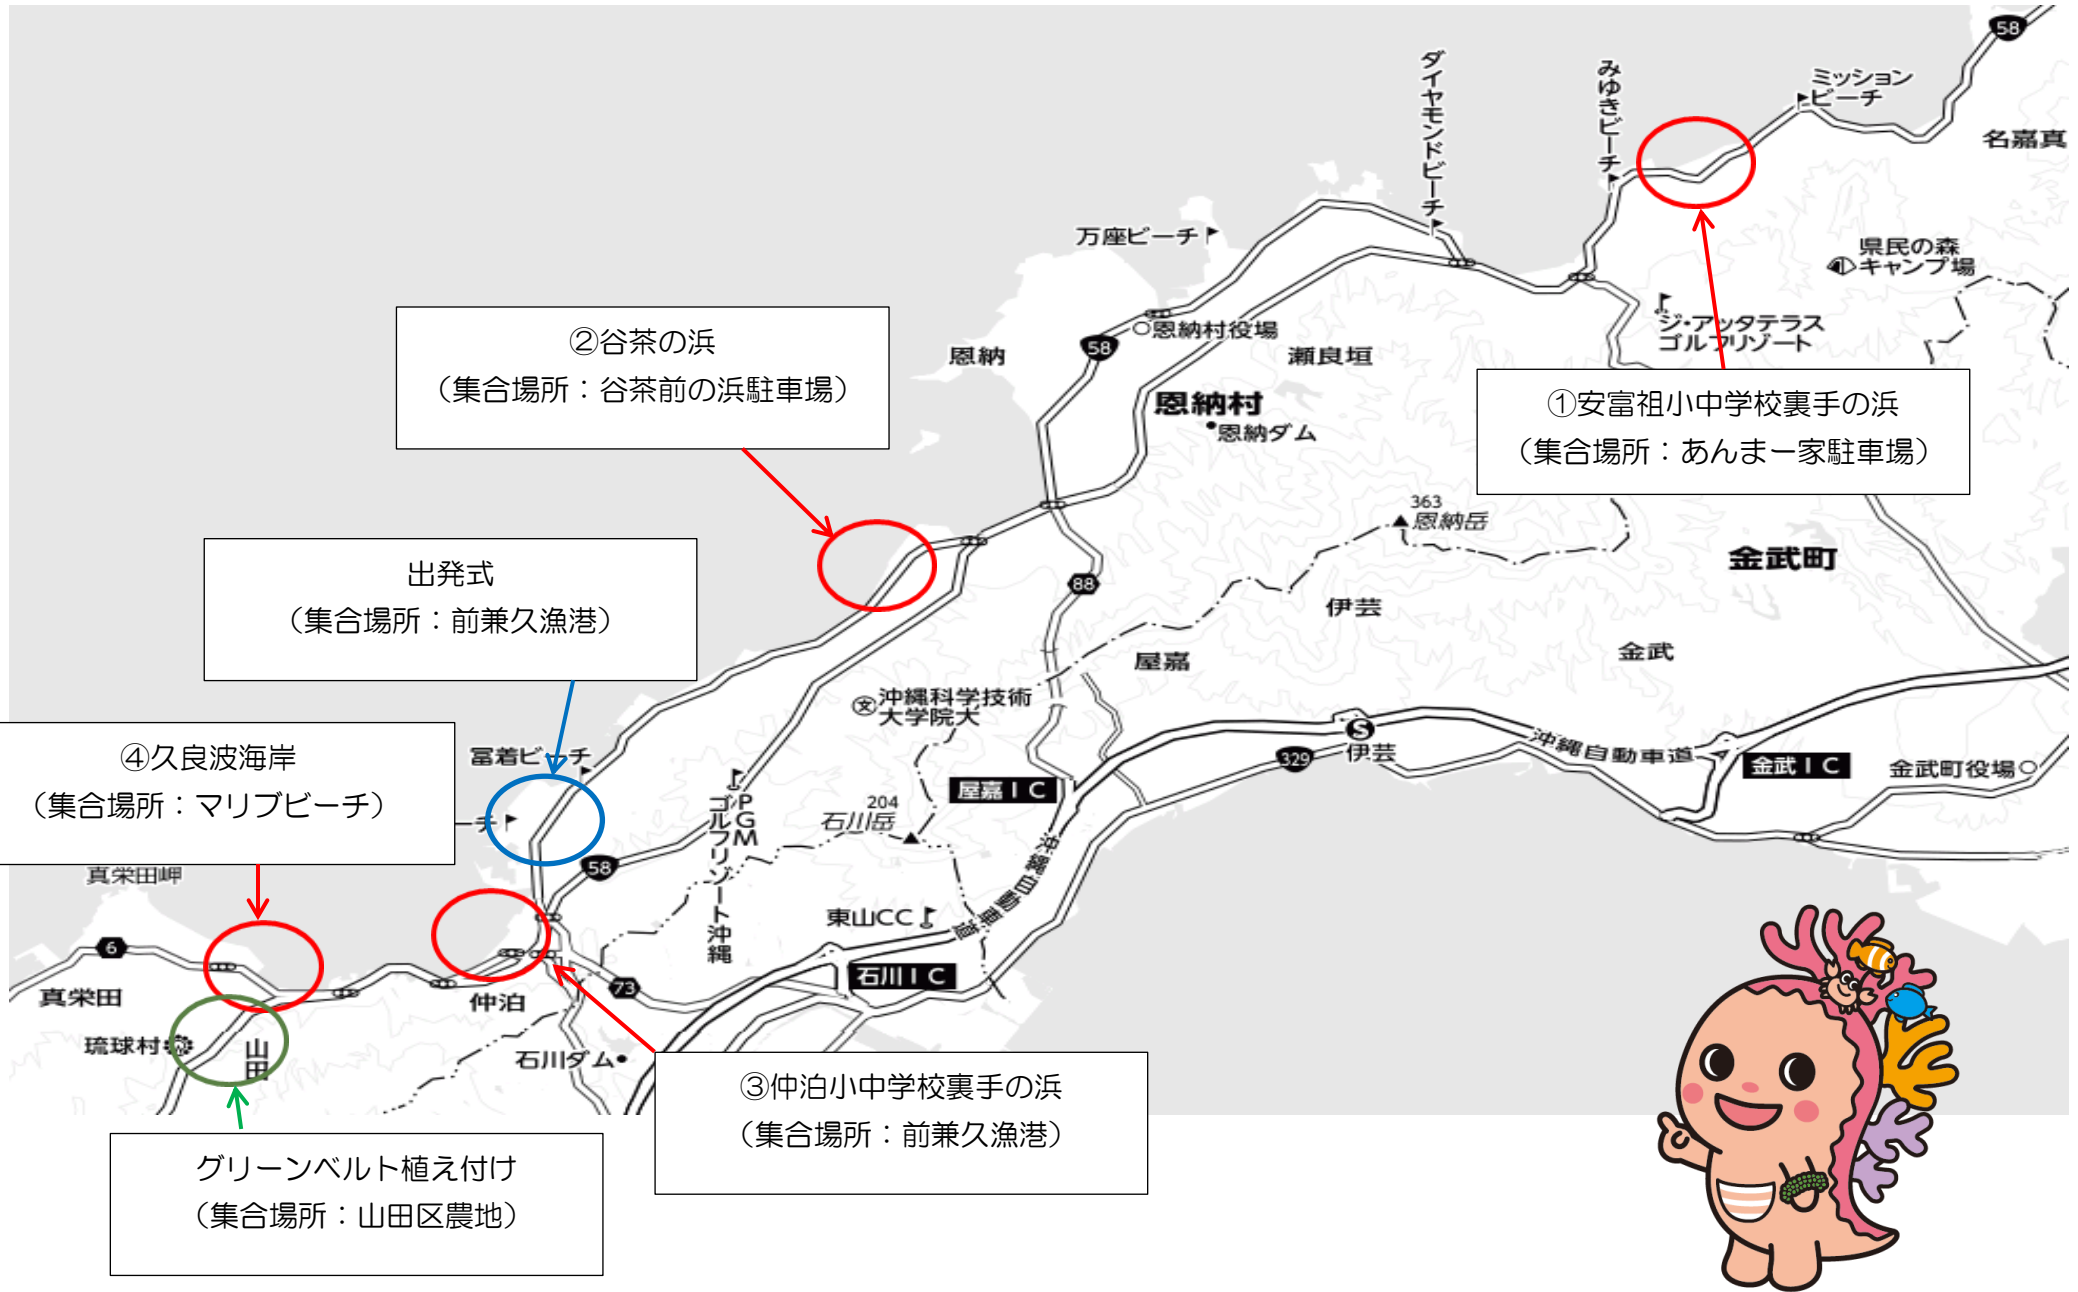 58
ミッション
ビーチ
みゆきビーチ
ダイヤモンドビーチ
名嘉真
万座ビーチ
県民の森
キャンプ場
ジ・アッタテラス
ゴルフリゾート
恩納村役場
58
恩納
瀬良垣
恩納村
恩納ダム
②谷茶の浜
（集合場所：谷茶前の浜駐車場）
①安富祖小中学校裏手の浜
（集合場所：あんまー家駐車場）
363
恩納岳
金武町
出発式
（集合場所：前兼久漁港）
88
伊芸
金武
屋嘉
沖縄科学技術
大学院大
④久良波海岸
（集合場所：マリブビーチ）
冨着ビーチ
ーチ
S
伊芸
329
沖縄自動車道
金武IC
金武町役場
屋嘉IC
204
石川岳
PGM
ゴルフリゾート沖縄
沖縄自動車道
58
真栄田岬
東山CC
6
石川IC
73
真栄田
仲泊
琉球村
山田
石川ダム
③仲泊小中学校裏手の浜
（集合場所：前兼久漁港）
グリーンベルト植え付け
（集合場所：山田区農地）